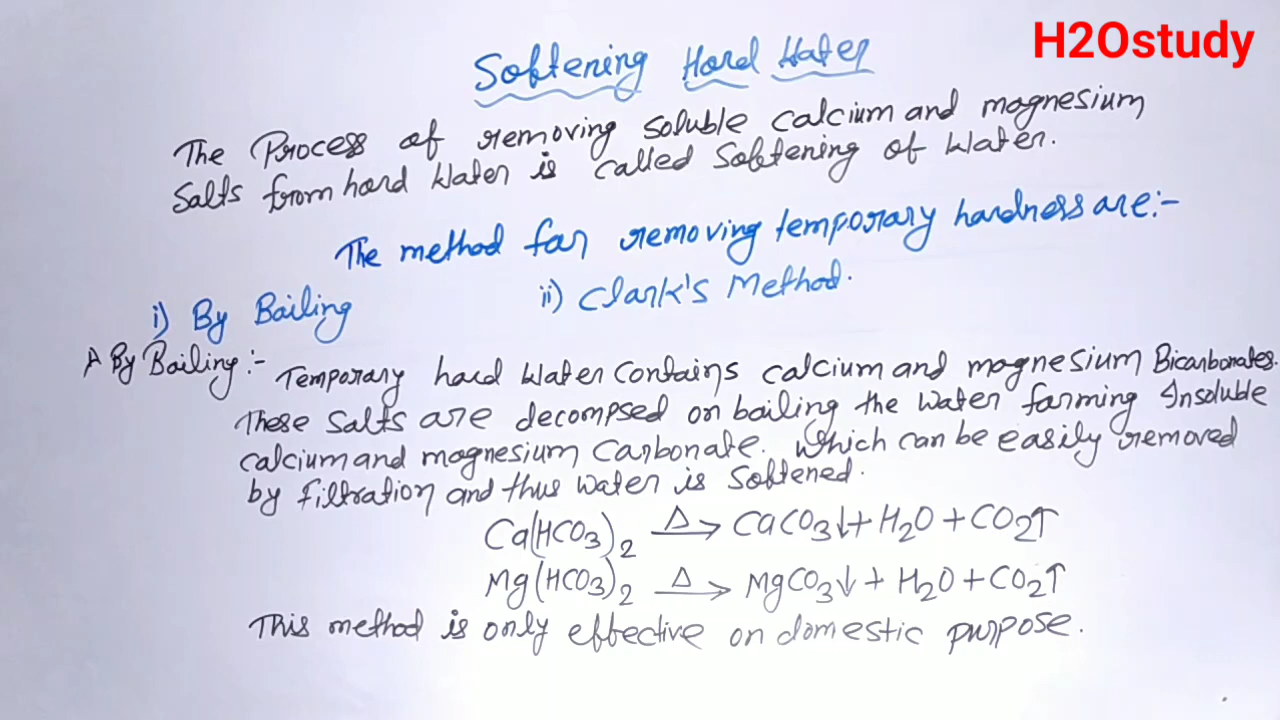 H2Ostudy
Softening Hard Water
The Process of removing soluble calcium and magnesium
Salts from hard Water is called Softening of Water.
The method for removing temporary hardness are:-
i) By Boiling ii) Clark's Method.
A By Boiling:- Temporary hard Water contains calcium and magnesium Bicarbonates.
These Salts are decompsed on boiling the water forming Insoluble
calcium and magnesium Carbonate. Which can be easily removed
by filtration and thus water is Softened.
Ca(HCO3)2 △→ CaCO3↓ + H2O + CO2↑
Mg(HCO3)2 △→ MgCO3↓ + H2O + CO2↑
This method is only effective on domestic purpose.